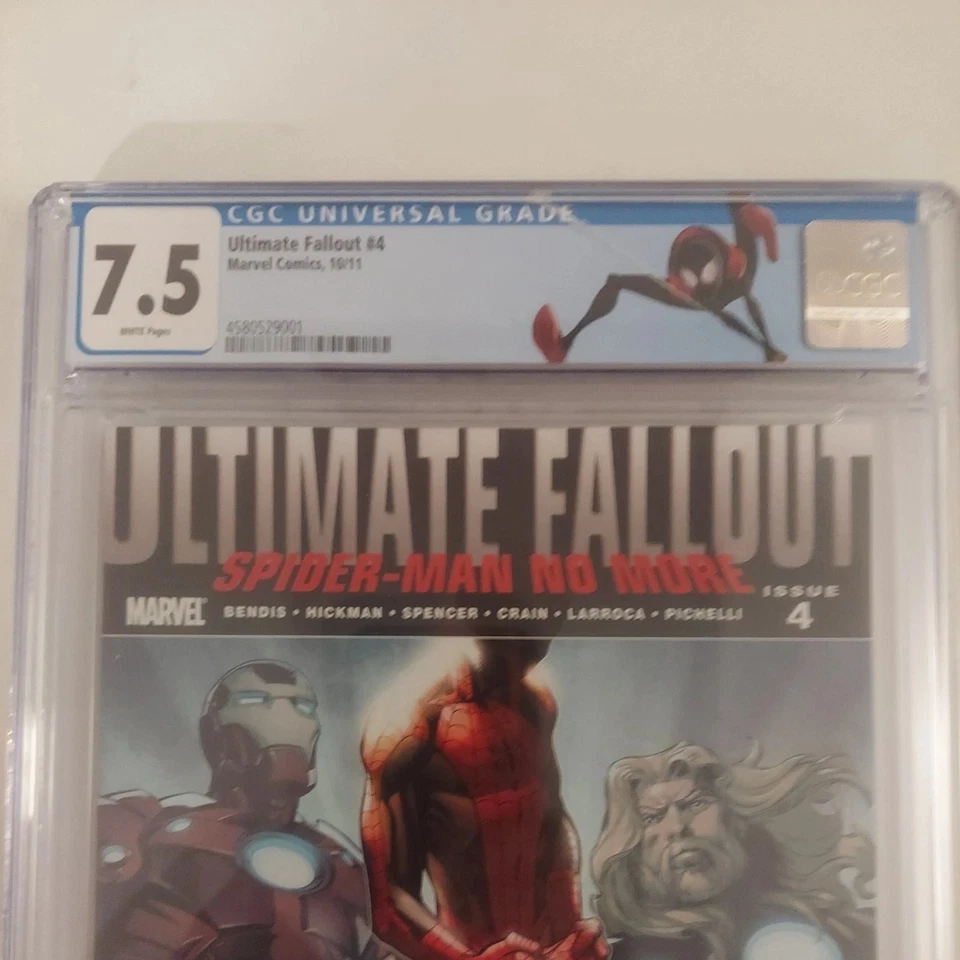 CGC UNIVERSAL GRADE
7.5
WHITE Pages
Ultimate Fallout #4
Marvel Comics, 10/11
4580529001
CGC
ULTIMATE FALLOUT
SPIDER-MAN NO MORE
MARVEL
BENDIS • HICKMAN • SPENCER • CRAIN • LARROCA • PICHELLI
ISSUE
4